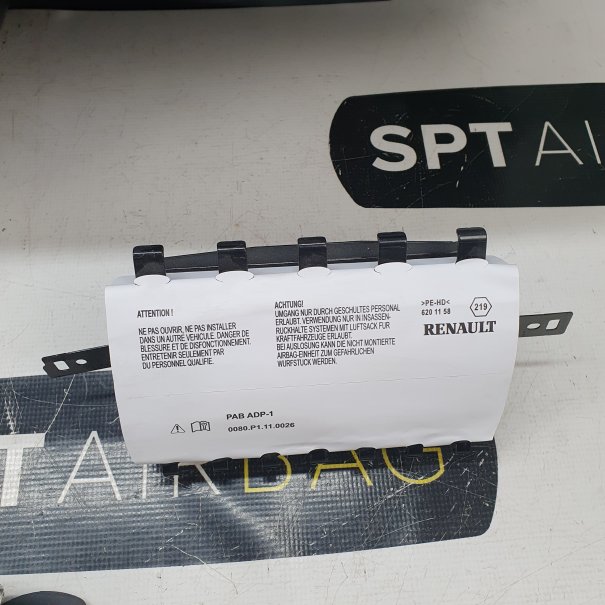 SPT AI
ATTENTION !
NE PAS OUVRIR, NE PAS INSTALLER
DANS UN AUTRE VEHICULE. DANGER DE
BLESSURE ET DE DISFONCTIONNEMENT.
ENTRETENIR SEULEMENT PAR
DU PERSONNEL QUALIFIE.
ACHTUNG!
UMGANG NUR DURCH GESCHULTES PERSONAL
ERLAUBT. VERWENDUNG NUR IN INSASSEN-
RUCKHALTE SYSTEMEN MIT LUFTSACK FUR
KRAFTFAHRZEUGE ERLAUBT.
BEI AUSLOSUNG KANN DIE NICHT MONTIERTE
AIRBAG-EINHEIT ZUM GEFAHRLICHEN
WURFSTUCK WERDEN.
>PE-HD<
620 11 58
219
RENAULT
PAB ADP-1
0080.P1.11.0026
PT AIRBAG